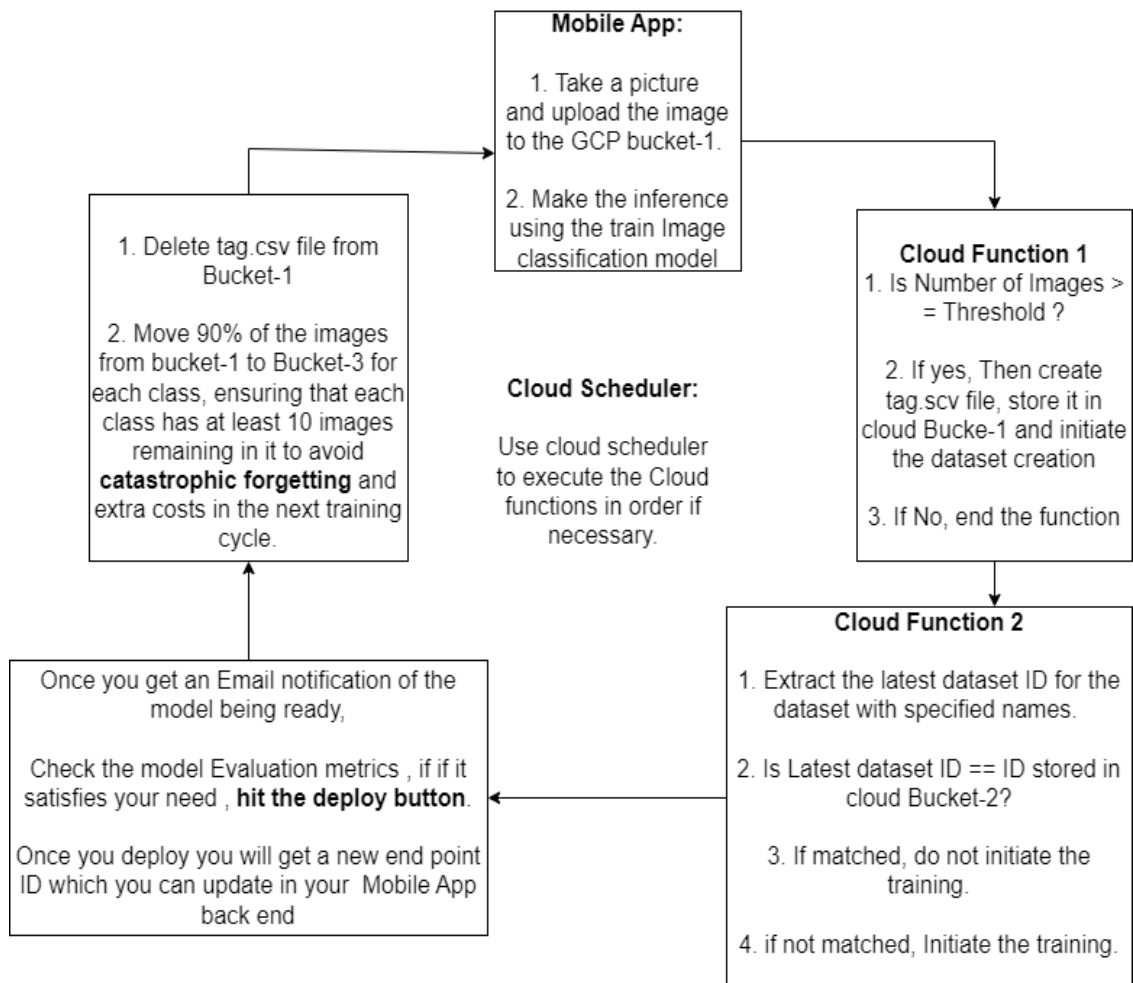 Mobile App:
1. Take a picture
and upload the image
to the GCP bucket-1.
2. Make the inference
using the train Image
classification model
Cloud Function 1
1. Is Number of Images >
= Threshold ?
2. If yes, Then create
tag.scv file, store it in
cloud Bucke-1 and initiate
the dataset creation
3. If No, end the function
Cloud Function 2
1. Extract the latest dataset ID for the
dataset with specified names.
2. Is Latest dataset ID == ID stored in
cloud Bucket-2?
3. If matched, do not initiate the
training.
4. if not matched, Initiate the training.
Once you get an Email notification of the
model being ready,
Check the model Evaluation metrics , if if it
satisfies your need , hit the deploy button.
Once you deploy you will get a new end point
ID which you can update in your Mobile App
back end
1. Delete tag.csv file from
Bucket-1
2. Move 90% of the images
from bucket-1 to Bucket-3 for
each class, ensuring that each
class has at least 10 images
remaining in it to avoid
catastrophic forgetting and
extra costs in the next training
cycle.
Cloud Scheduler:
Use cloud scheduler
to execute the Cloud
functions in order if
necessary.